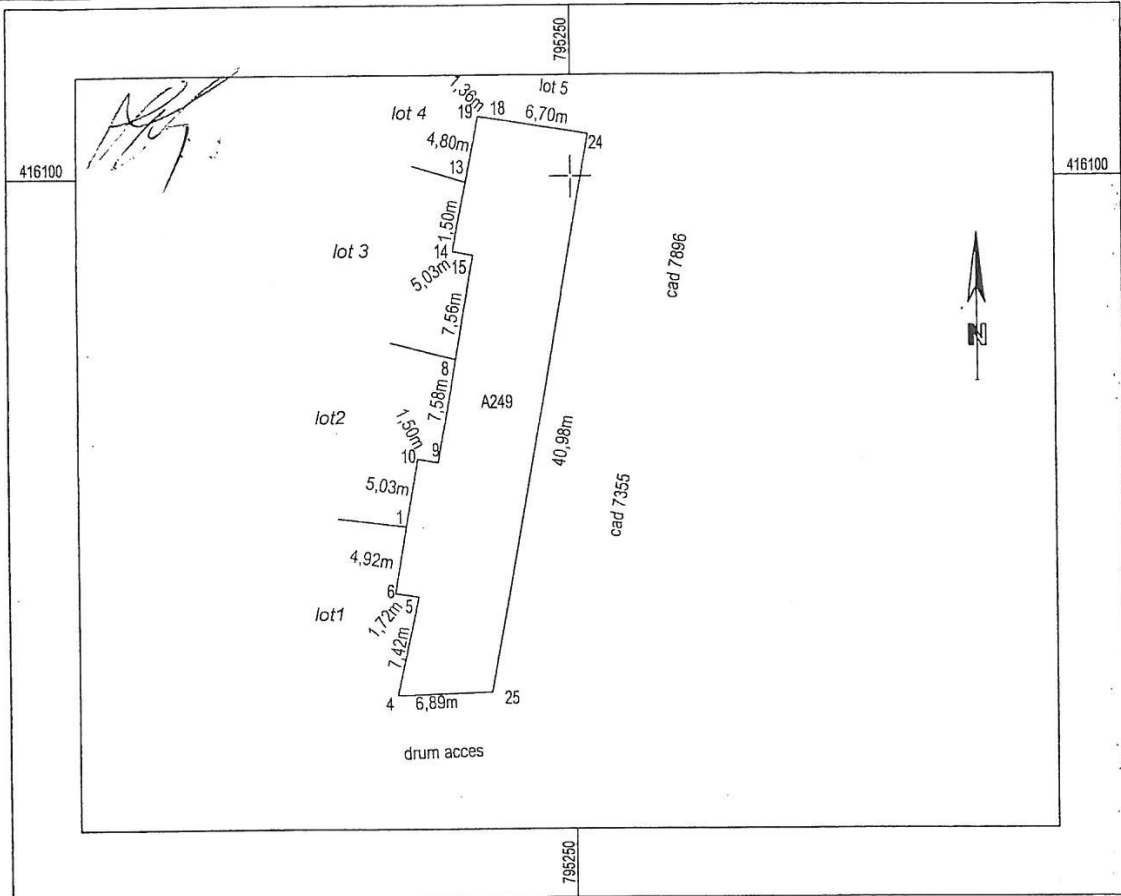 795250
lot 5
1,36m
19 18 6,70m
lot 4
24
4,80m
13
416100
416100
1,50m
lot 3
14
15
5,03m
cad 7896
7,56m
N
8
7,58m
A249
lot2
1,50m
10 9
40,98m
5,03m
1
cad 7355
4,92m
6
5
lot1
1,72m
7,42m
4 6,89m 25
drum acces
795250